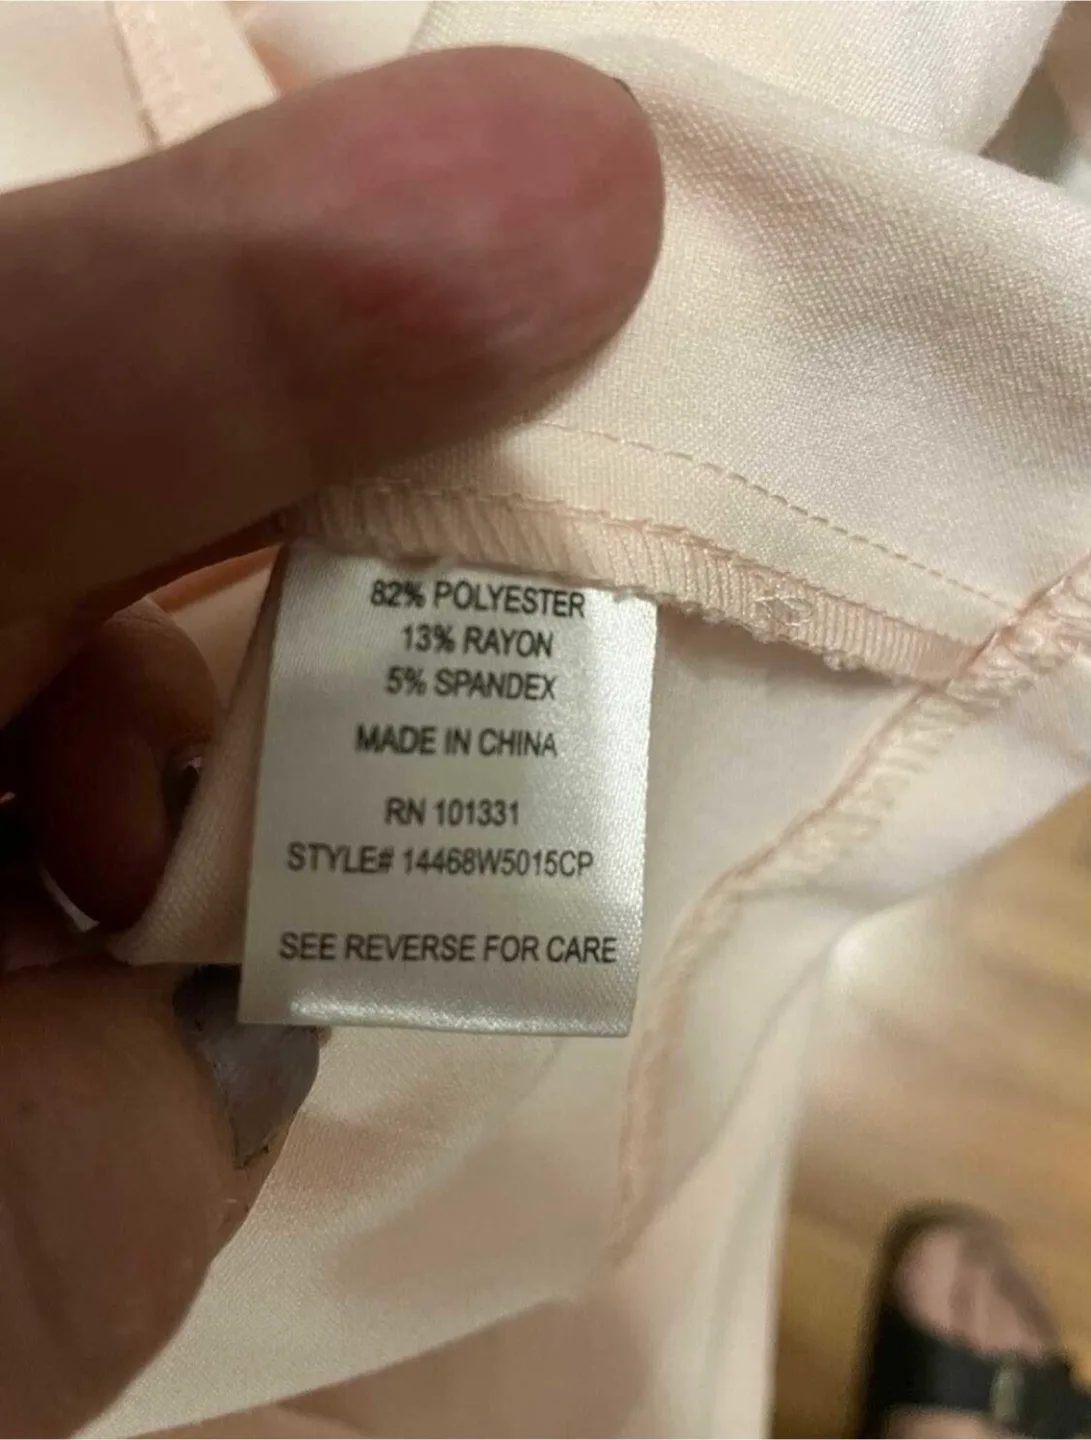 82% POLYESTER
13% RAYON
5% SPANDEX
MADE IN CHINA
RN 101331
STYLE# 14468W5015CP
SEE REVERSE FOR CARE